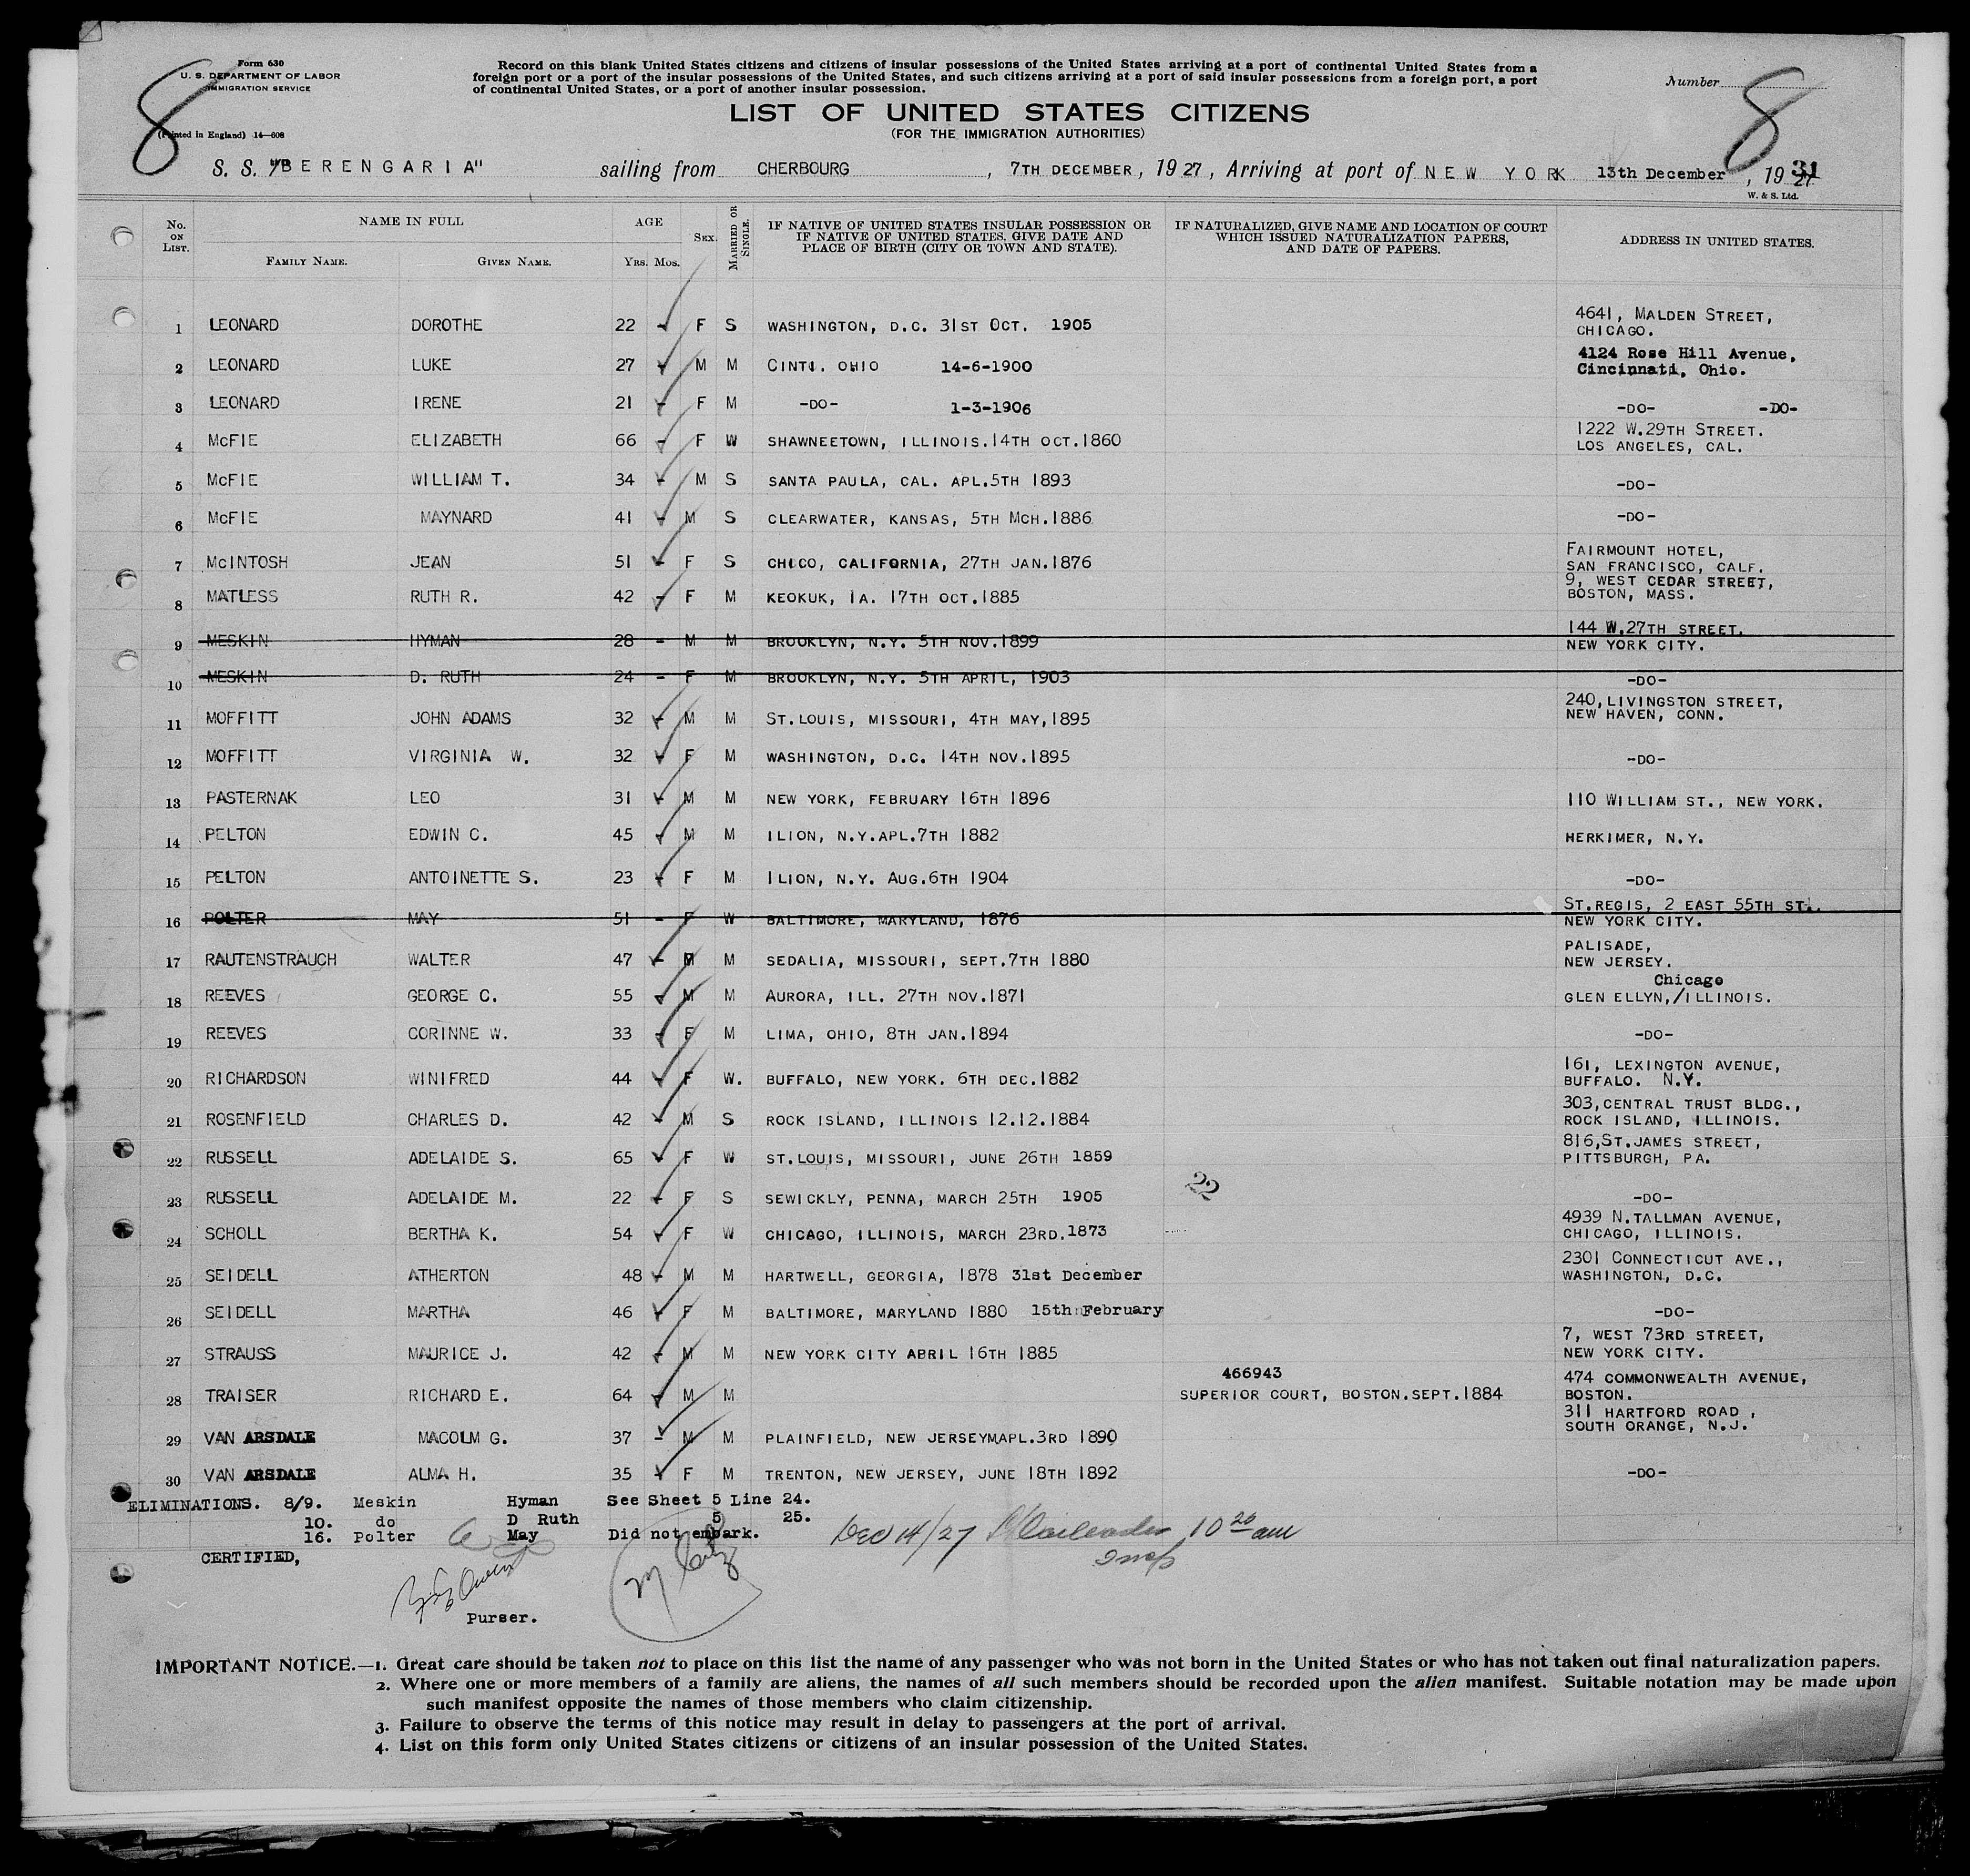 8
Form 630
U. S. DEPARTMENT OF LABOR
IMMIGRATION SERVICE
(Printed in England) 14—608
Record on this blank United States citizens and citizens of insular possessions of the United States arriving at a port of continental United States from a
foreign port or a port of the insular possessions of the United States, and such citizens arriving at a port of said insular possessions from a foreign port, a port
of continental United States, or a port of another insular possession.
Number
8
LIST OF UNITED STATES CITIZENS
(FOR THE IMMIGRATION AUTHORITIES)
S. S. "BERENGARIA" sailing from CHERBOURG, 7TH DECEMBER, 1927, Arriving at port of NEW YORK 13th December, 19 27 31
W. & S. Ltd.
No. ON LIST. NAME IN FULL AGE SEX. MARRIED OR SINGLE. IF NATIVE OF UNITED STATES INSULAR POSSESSION OR IF NATIVE OF UNITED STATES, GIVE DATE AND PLACE OF BIRTH (CITY OR TOWN AND STATE). IF NATURALIZED, GIVE NAME AND LOCATION OF COURT WHICH ISSUED NATURALIZATION PAPERS, AND DATE OF PAPERS. ADDRESS IN UNITED STATES.
FAMILY NAME. GIVEN NAME. YRS. MOS.
1 LEONARD DOROTHE 22 - F S WASHINGTON, D.C. 31ST OCT. 1905 4641, MALDEN STREET, CHICAGO.
2 LEONARD LUKE 27 - M M CINTI. OHIO 14-6-1900 4124 Rose Hill Avenue, Cincinnati, Ohio.
3 LEONARD IRENE 21 - F M -DO- 1-3-1906 -DO- -DO-
4 McFIE ELIZABETH 66 - F W SHAWNEETOWN, ILLINOIS.14TH OCT.1860 1222 W.29TH STREET. LOS ANGELES, CAL.
5 McFIE WILLIAM T. 34 - M S SANTA PAULA, CAL. APL.5TH 1893 -DO-
6 McFIE MAYNARD 41 - M S CLEARWATER, KANSAS, 5TH MCH.1886 -DO-
7 McINTOSH JEAN 51 - F S CHICO, CALIFORNIA, 27TH JAN.1876 FAIRMOUNT HOTEL, SAN FRANCISCO, CALF.
8 MATLESS RUTH R. 42 - F M KEOKUK, IA. 17TH OCT.1885 9, WEST CEDAR STREET, BOSTON, MASS.
9 MESKIN HYMAN 28 - M M BROOKLYN, N.Y. 5TH NOV.1899 144 W.27TH STREET. NEW YORK CITY.
10 MESKIN D. RUTH 24 - F M BROOKLYN, N.Y. 5TH APRIL, 1903 -DO-
11 MOFFITT JOHN ADAMS 32 - M M ST.LOUIS, MISSOURI, 4TH MAY,1895 240,LIVINGSTON STREET, NEW HAVEN, CONN.
12 MOFFITT VIRGINIA W. 32 - F M WASHINGTON, D.C. 14TH NOV.1895 -DO-
13 PASTERNAK LEO 31 - M M NEW YORK, FEBRUARY 16TH 1896 110 WILLIAM ST., NEW YORK.
14 PELTON EDWIN C. 45 - M M ILION, N.Y.APL.7TH 1882 HERKIMER, N.Y.
15 PELTON ANTOINETTE S. 23 - F M ILION, N.Y. AUG.6TH 1904 -DO-
16 POLTER MAY 51 - F W BALTIMORE, MARYLAND, 1876 ST.REGIS, 2 EAST 55TH ST. NEW YORK CITY.
17 RAUTENSTRAUCH WALTER 47 - M M SEDALIA, MISSOURI, SEPT.7TH 1880 PALISADE, NEW JERSEY.
18 REEVES GEORGE C. 55 - M M AURORA, ILL. 27TH NOV.1871 Chicago GLEN ELLYN,/ILLINOIS.
19 REEVES CORINNE W. 33 - F M LIMA, OHIO, 8TH JAN.1894 -DO-
20 RICHARDSON WINIFRED 44 - F W. BUFFALO, NEW YORK. 6TH DEC.1882 161, LEXINGTON AVENUE, BUFFALO. N.Y.
21 ROSENFIELD CHARLES D. 42 - M S ROCK ISLAND, ILLINOIS 12.12.1884 303,CENTRAL TRUST BLDG., ROCK ISLAND, ILLINOIS.
22 RUSSELL ADELAIDE S. 65 - F W ST.LOUIS, MISSOURI, JUNE 26TH 1859 816,ST.JAMES STREET, PITTSBURGH, PA.
23 RUSSELL ADELAIDE M. 22 - F S SEWICKLY, PENNA, MARCH 25TH 1905 22 -DO-
24 SCHOLL BERTHA K. 54 - F W CHICAGO, ILLINOIS, MARCH 23RD.1873 4939 N.TALLMAN AVENUE, CHICAGO, ILLINOIS.
25 SEIDELL ATHERTON 48 - M M HARTWELL, GEORGIA, 1878 31st December 2301 CONNECTICUT AVE., WASHINGTON, D.C.
26 SEIDELL MARTHA 46 - F M BALTIMORE, MARYLAND 1880 15th February -DO-
27 STRAUSS MAURICE J. 42 - M M NEW YORK CITY APRIL 16TH 1885 7, WEST 73RD STREET, NEW YORK CITY.
28 TRAISER RICHARD E. 64 - M M 466943 SUPERIOR COURT, BOSTON.SEPT.1884 474 COMMONWEALTH AVENUE, BOSTON.
29 VAN ARSDALE MACOLM G. 37 - M M PLAINFIELD, NEW JERSEYMAPL.3RD 1890 311 HARTFORD ROAD, SOUTH ORANGE, N.J.
30 VAN ARSDALE ALMA H. 35 - F M TRENTON, NEW JERSEY, JUNE 18TH 1892 -DO-
ELIMINATIONS. 8/9. Meskin Hyman See Sheet 5 Line 24.
10. do D Ruth 5 25.
16. Polter May Did not embark.
DEC 14/27 10 20 am
Insp
CERTIFIED,
Purser.
IMPORTANT NOTICE.—1. Great care should be taken not to place on this list the name of any passenger who was not born in the United States or who has not taken out final naturalization papers.
2. Where one or more members of a family are aliens, the names of all such members should be recorded upon the alien manifest. Suitable notation may be made upon
such manifest opposite the names of those members who claim citizenship.
3. Failure to observe the terms of this notice may result in delay to passengers at the port of arrival.
4. List on this form only United States citizens or citizens of an insular possession of the United States.